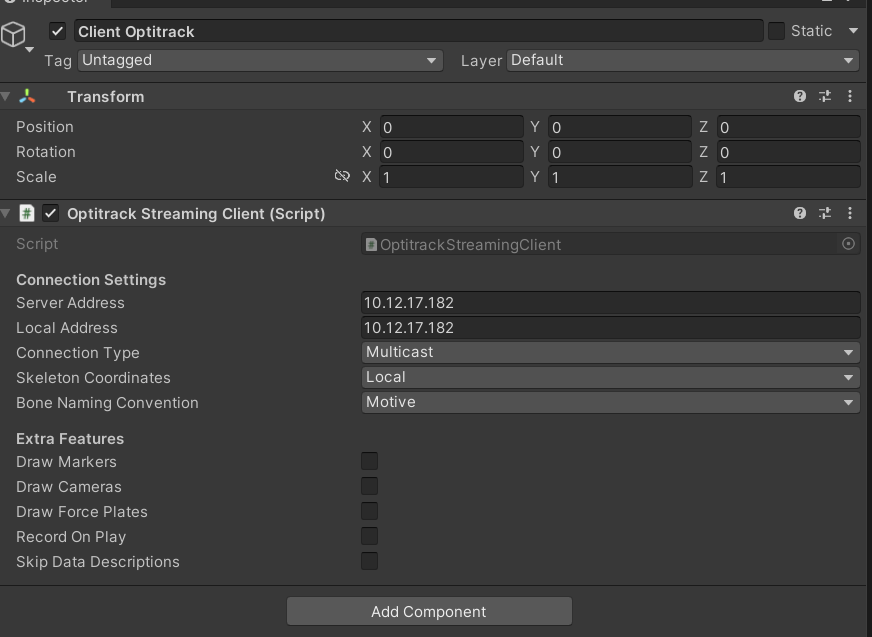 Inspector
Client Optitrack Static
Tag Untagged Layer Default
Transform
Position X 0 Y 0 Z 0
Rotation X 0 Y 0 Z 0
Scale X 1 Y 1 Z 1
# Optitrack Streaming Client (Script)
Script # OptitrackStreamingClient
Connection Settings
Server Address 10.12.17.182
Local Address 10.12.17.182
Connection Type Multicast
Skeleton Coordinates Local
Bone Naming Convention Motive
Extra Features
Draw Markers
Draw Cameras
Draw Force Plates
Record On Play
Skip Data Descriptions
Add Component